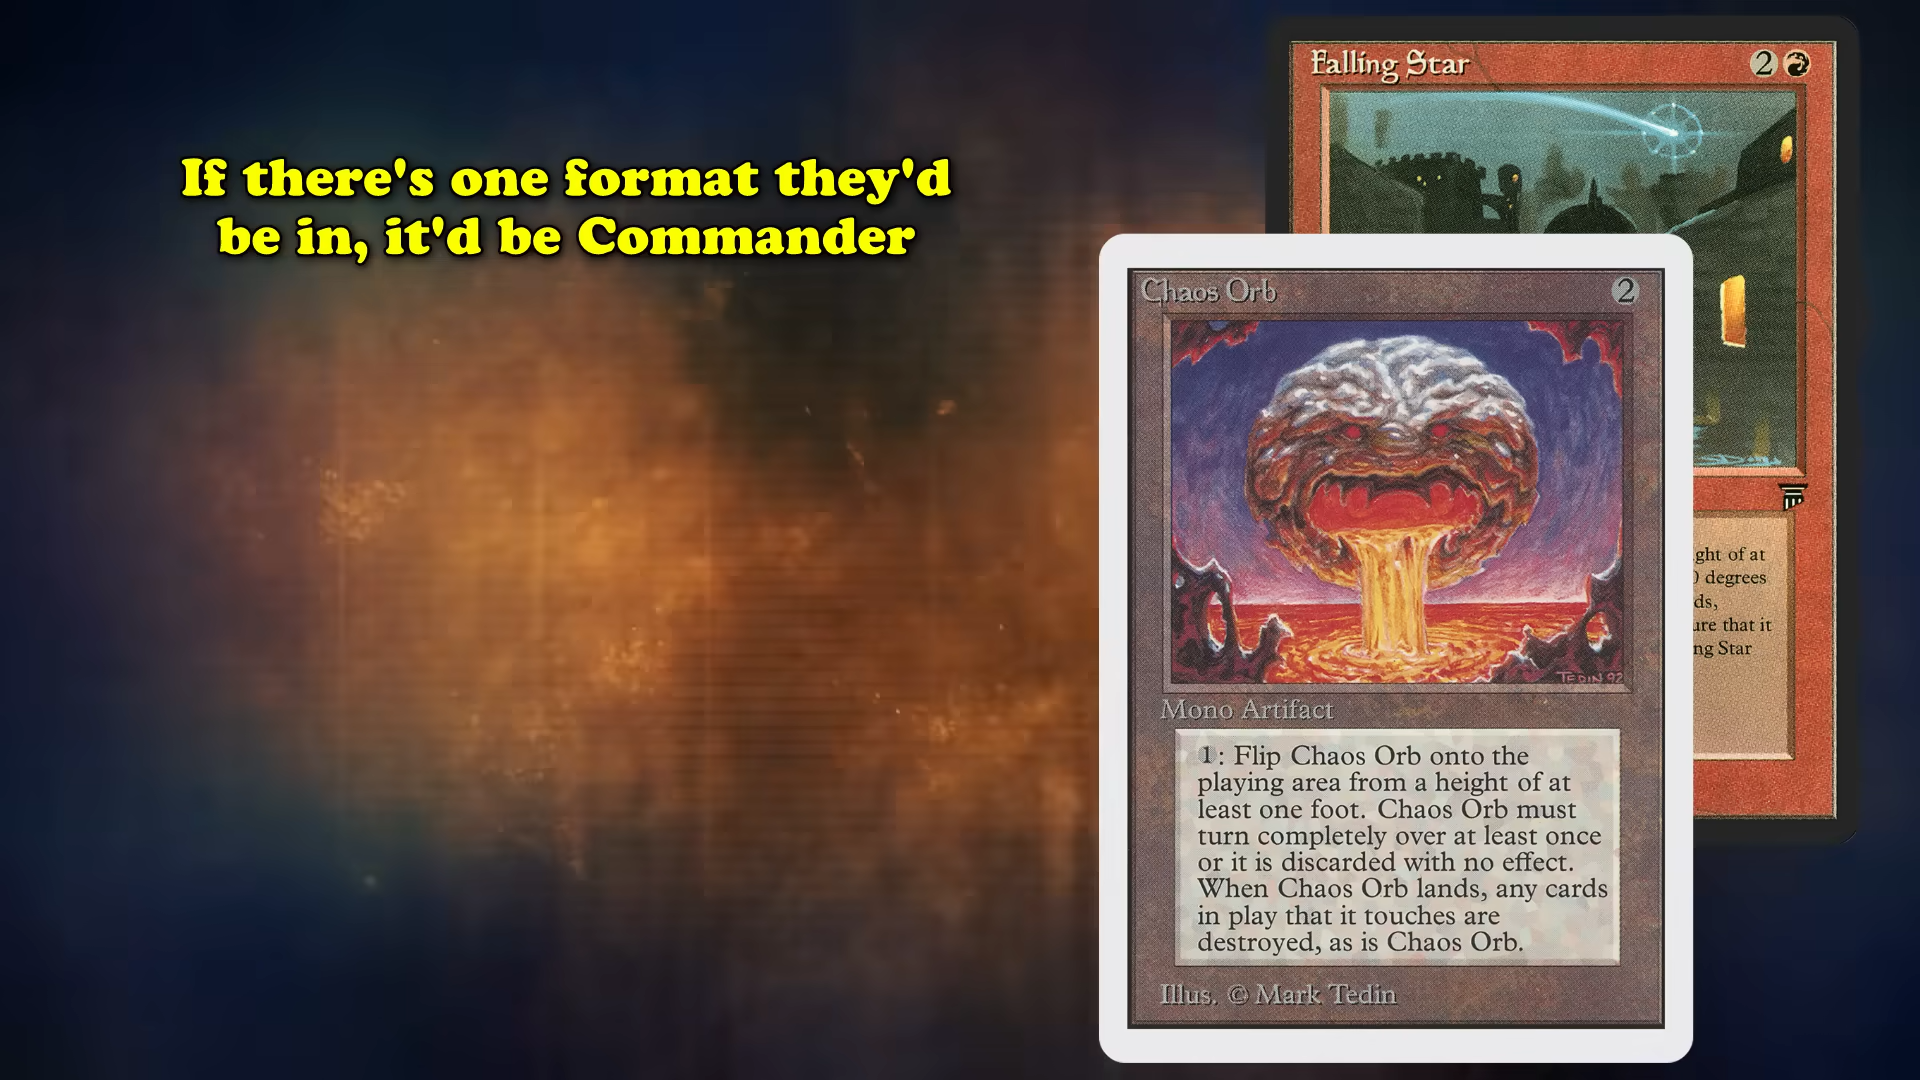 If there's one format they'd
be in, it'd be Commander
Falling Star 2
ght of at
degrees
ds,
ure that it
ng Star
Chaos Orb 2
TEDIN 92
Mono Artifact
1: Flip Chaos Orb onto the
playing area from a height of at
least one foot. Chaos Orb must
turn completely over at least once
or it is discarded with no effect.
When Chaos Orb lands, any cards
in play that it touches are
destroyed, as is Chaos Orb.
Illus. © Mark Tedin